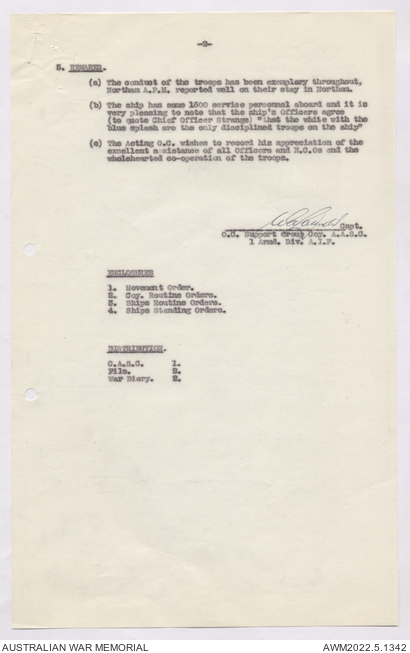 -2-
5. REMARKS.
(a) The conduct of the troops has been exemplary throughout,
Northam A.P.M. reported well on their stay in Northam.
(b) The ship has some 1600 service personnel aboard and it is
very pleasing to note that the ship's Officers agree
(to quote Chief Officer Strange) "that the white with the
blue splash are the only disciplined troops on the ship"
(c) The Acting O.C. wishes to record his appreciation of the
excellent assistance of all Officers and N.C.Os and the
wholehearted co-operation of the troops.
Capt.
O.C. Support Group Coy. A.A.S.C.
1 Armd. Div. A.I.F.
ENCLOSURES
1. Movement Order.
2. Coy. Routine Orders.
3. Ships Routine Orders.
4. Ships Standing Orders.
DISTRIBUTION.
C.A.S.C. 1.
File. 2.
War Diary. 2.
AUSTRALIAN WAR MEMORIAL
AWM2022.5.1342